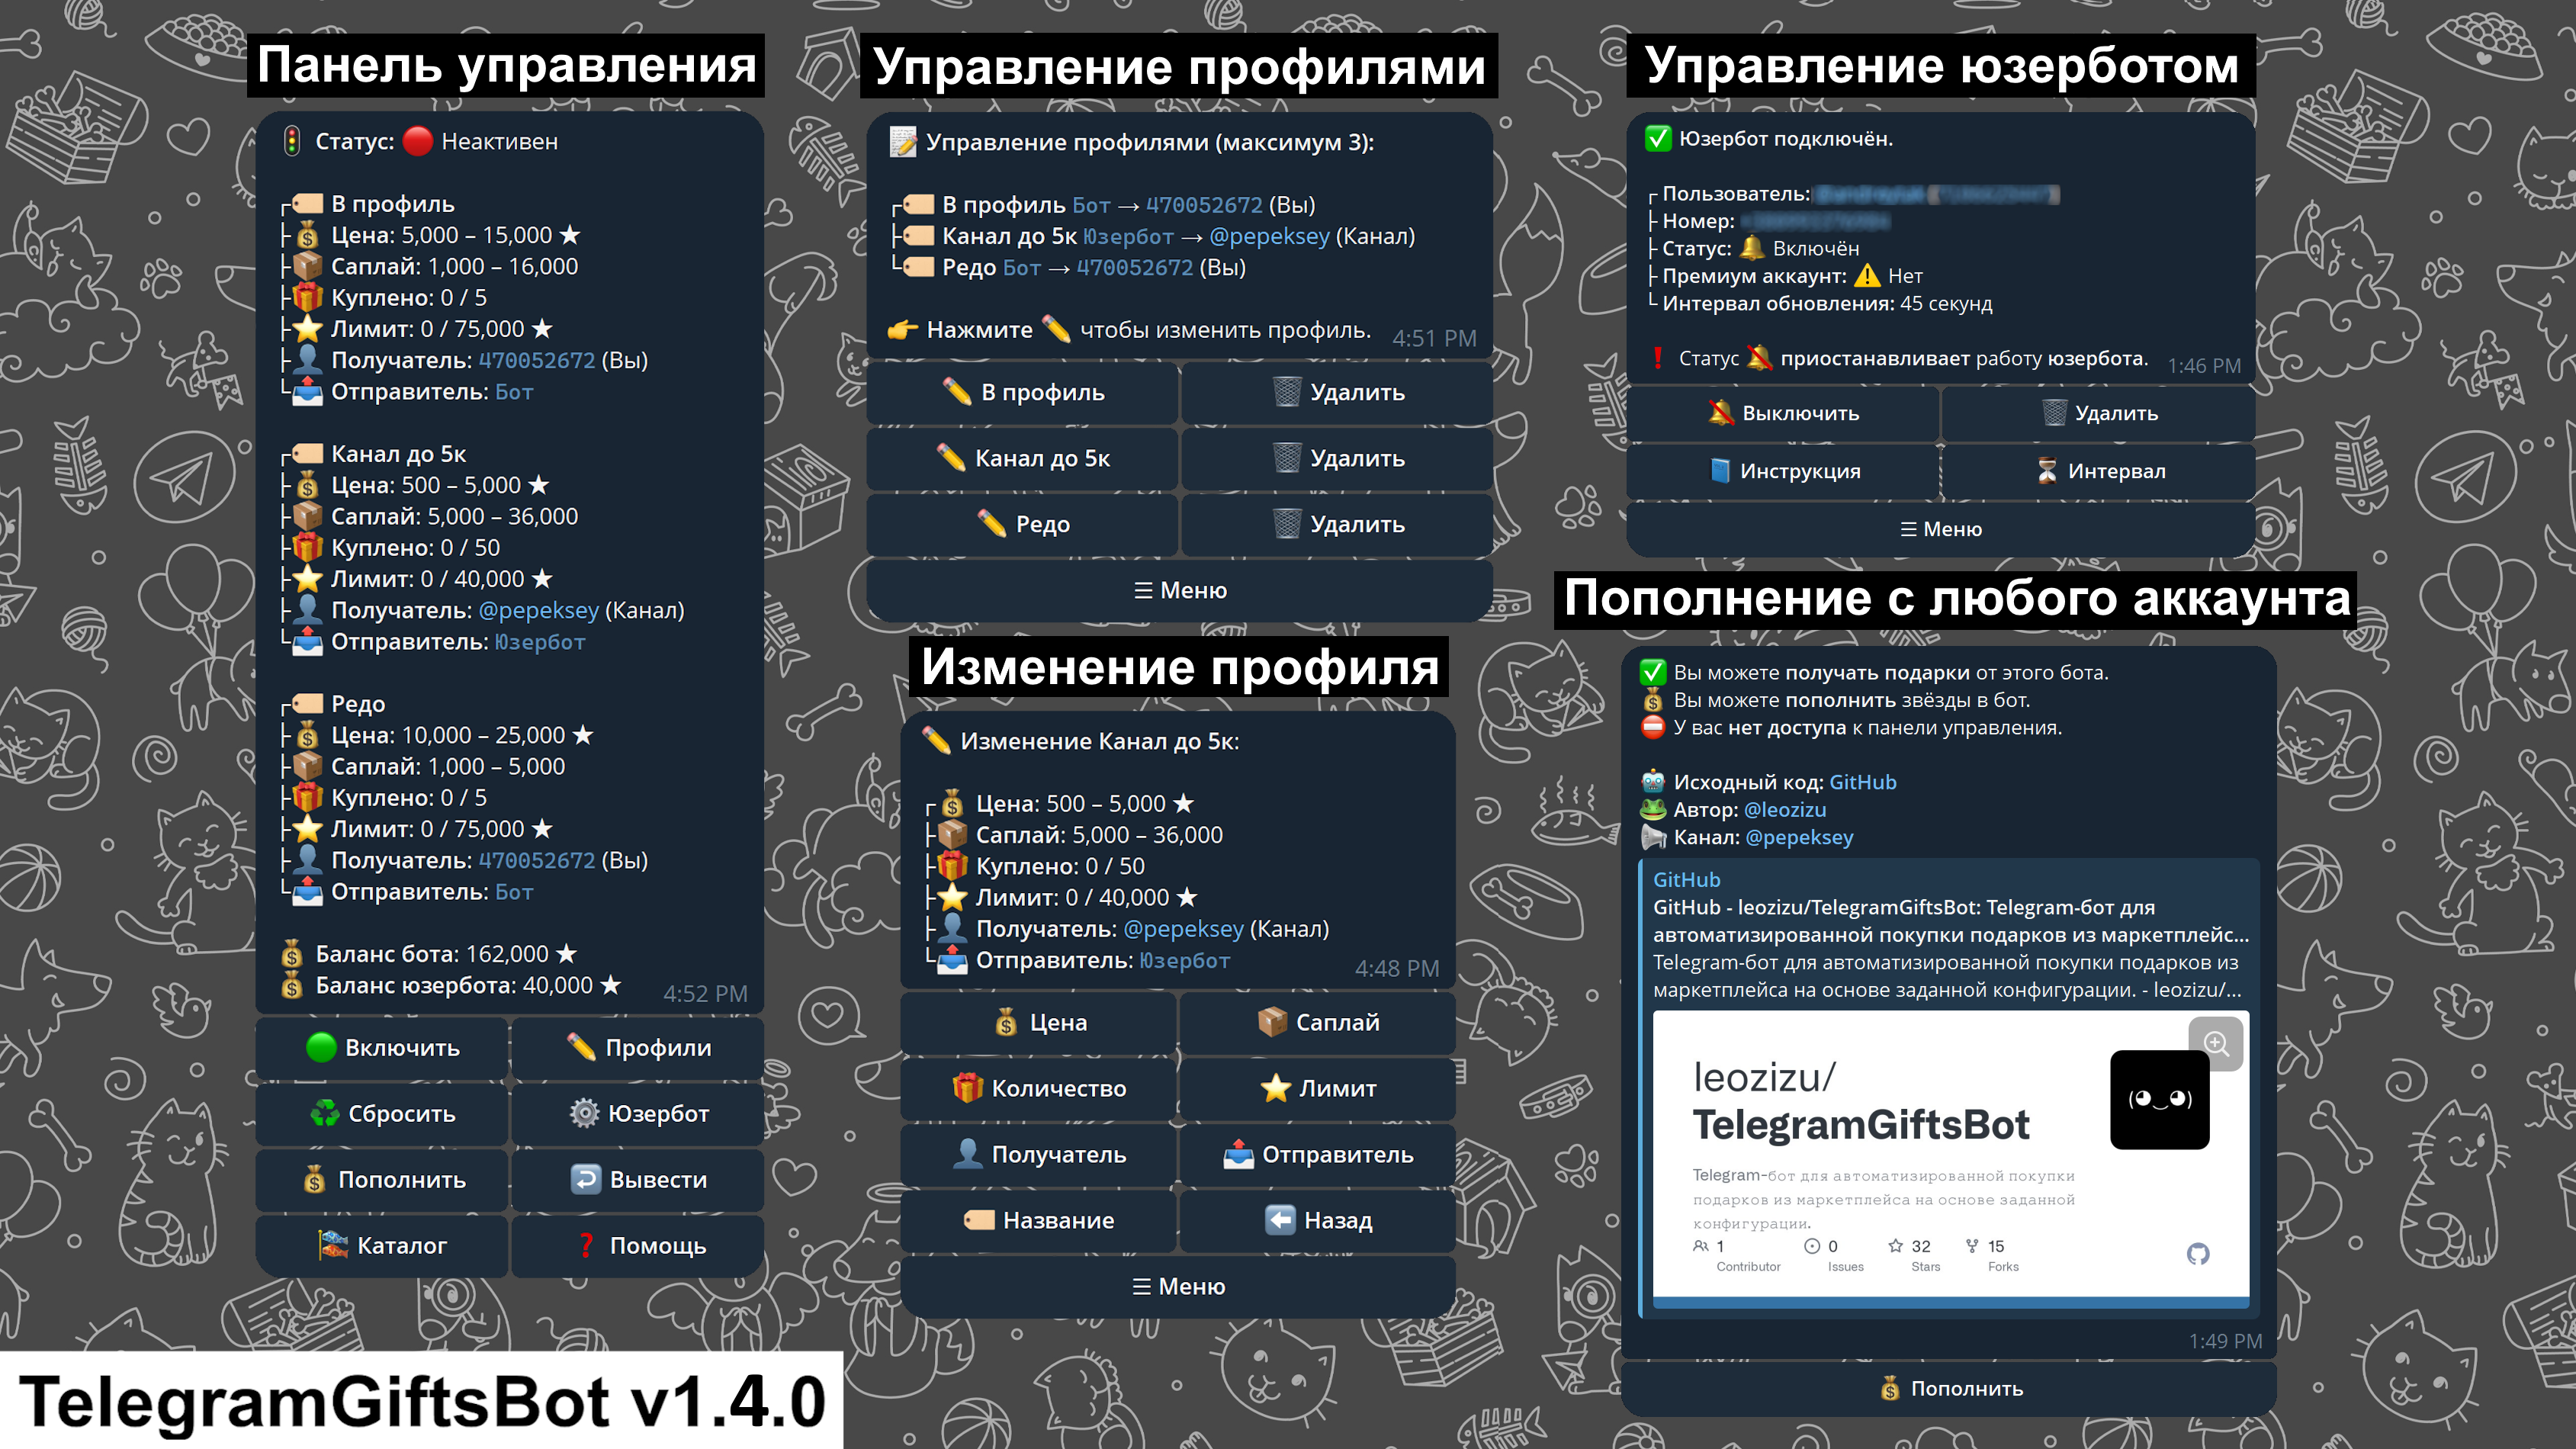 Панель управления
🚦 Статус: 🔴 Неактивен
┌🏷 В профиль
├💰 Цена: 5,000 – 15,000 ★
├📦 Саплай: 1,000 – 16,000
├🎁 Куплено: 0 / 5
├⭐ Лимит: 0 / 75,000 ★
├👤 Получатель: 470052672 (Вы)
└📤 Отправитель: Бот
┌🏷 Канал до 5к
├💰 Цена: 500 – 5,000 ★
├📦 Саплай: 5,000 – 36,000
├🎁 Куплено: 0 / 50
├⭐ Лимит: 0 / 40,000 ★
├👤 Получатель: @pepeksey (Канал)
└📤 Отправитель: Юзербот
┌🏷 Редо
├💰 Цена: 10,000 – 25,000 ★
├📦 Саплай: 1,000 – 5,000
├🎁 Куплено: 0 / 5
├⭐ Лимит: 0 / 75,000 ★
├👤 Получатель: 470052672 (Вы)
└📤 Отправитель: Бот
💰 Баланс бота: 162,000 ★
💰 Баланс юзербота: 40,000 ★ 4:52 PM
🟢 Включить ✏️ Профили
♻️ Сбросить ⚙️ Юзербот
💰 Пополнить ↩️ Вывести
🎏 Каталог ❓ Помощь
Управление профилями
📝 Управление профилями (максимум 3):
┌🏷 В профиль Бот → 470052672 (Вы)
├🏷 Канал до 5к Юзербот → @pepeksey (Канал)
└🏷 Редо Бот → 470052672 (Вы)
👉 Нажмите ✏️ чтобы изменить профиль. 4:51 PM
✏️ В профиль 🗑 Удалить
✏️ Канал до 5к 🗑 Удалить
✏️ Редо 🗑 Удалить
☰ Меню
Изменение профиля
✏️ Изменение Канал до 5к:
┌💰 Цена: 500 – 5,000 ★
├📦 Саплай: 5,000 – 36,000
├🎁 Куплено: 0 / 50
├⭐ Лимит: 0 / 40,000 ★
├👤 Получатель: @pepeksey (Канал)
└📤 Отправитель: Юзербот 4:48 PM
💰 Цена 📦 Саплай
🎁 Количество ⭐ Лимит
👤 Получатель 📤 Отправитель
🏷 Название ⬅️ Назад
☰ Меню
Управление юзерботом
✅ Юзербот подключён.
┌ Пользователь:
├ Номер:
├ Статус: 🔔 Включён
├ Премиум аккаунт: ⚠️ Нет
└ Интервал обновления: 45 секунд
❗ Статус 🔕 приостанавливает работу юзербота. 1:46 PM
🔕 Выключить 🗑 Удалить
📘 Инструкция ⏳ Интервал
☰ Меню
Пополнение с любого аккаунта
✅ Вы можете получать подарки от этого бота.
💰 Вы можете пополнить звёзды в бот.
⛔ У вас нет доступа к панели управления.
🤖 Исходный код: GitHub
🐸 Автор: @leozizu
📢 Канал: @pepeksey
GitHub
GitHub - leozizu/TelegramGiftsBot: Telegram-бот для
автоматизированной покупки подарков из маркетплейс...
Telegram-бот для автоматизированной покупки подарков из
маркетплейса на основе заданной конфигурации. - leozizu/...
leozizu/
TelegramGiftsBot
Telegram-бот для автоматизированной покупки
подарков из маркетплейса на основе заданной
конфигурации.
1 0 32 15
Contributor Issues Stars Forks
1:49 PM
💰 Пополнить
TelegramGiftsBot v1.4.0